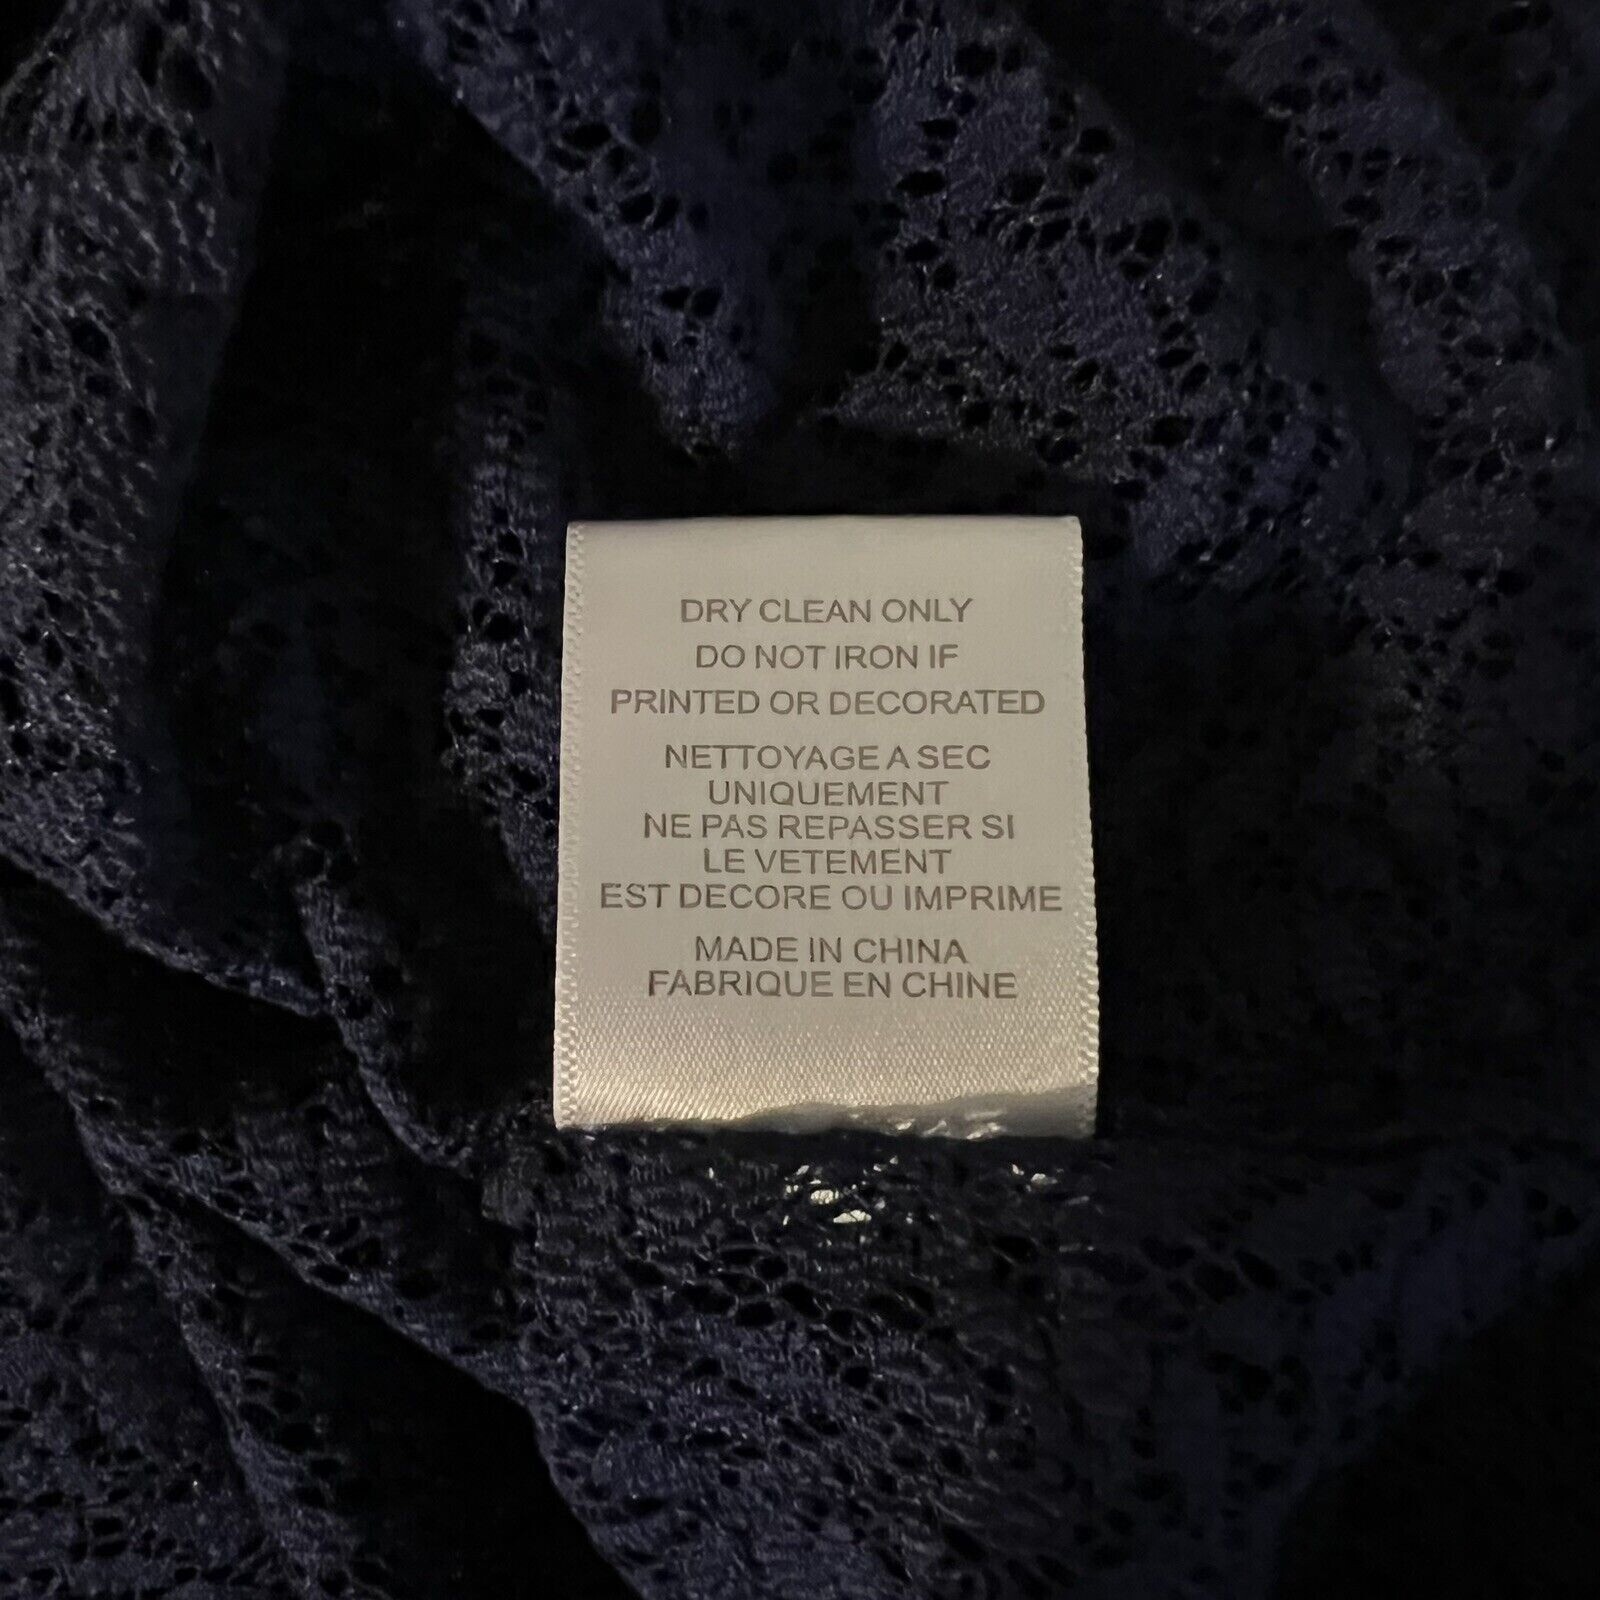 DRY CLEAN ONLY
DO NOT IRON IF
PRINTED OR DECORATED
NETTOYAGE A SEC
UNIQUEMENT
NE PAS REPASSER SI
LE VETEMENT
EST DECORE OU IMPRIME
MADE IN CHINA
FABRIQUE EN CHINE